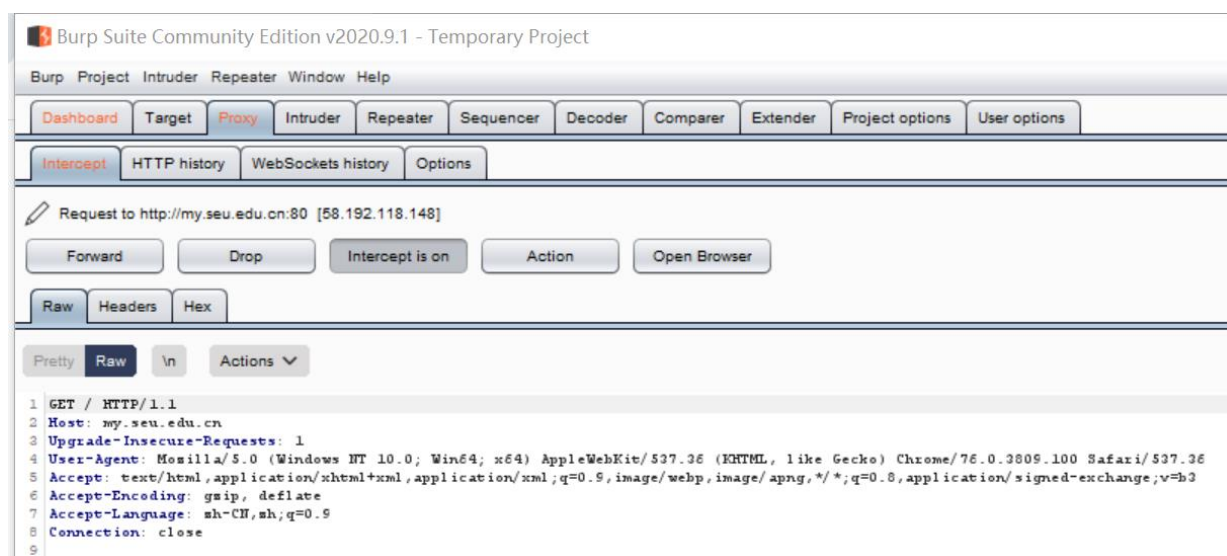 Burp Suite Community Edition v2020.9.1 - Temporary Project
Burp Project Intruder Repeater Window Help
Dashboard Target Proxy Intruder Repeater Sequencer Decoder Comparer Extender Project options User options
Intercept HTTP history WebSockets history Options
Request to http://my.seu.edu.cn:80 [58.192.118.148]
Forward Drop Intercept is on Action Open Browser
Raw Headers Hex
Pretty Raw \n Actions
1 GET / HTTP/1.1
2 Host: my.seu.edu.cn
3 Upgrade-Insecure-Requests: 1
4 User-Agent: Mozilla/5.0 (Windows NT 10.0; Win64; x64) AppleWebKit/537.36 (KHTML, like Gecko) Chrome/76.0.3809.100 Safari/537.36
5 Accept: text/html,application/xhtml+xml,application/xml;q=0.9,image/webp,image/apng,*/*;q=0.8,application/signed-exchange;v=b3
6 Accept-Encoding: gzip, deflate
7 Accept-Language: zh-CN,zh;q=0.9
8 Connection: close
9